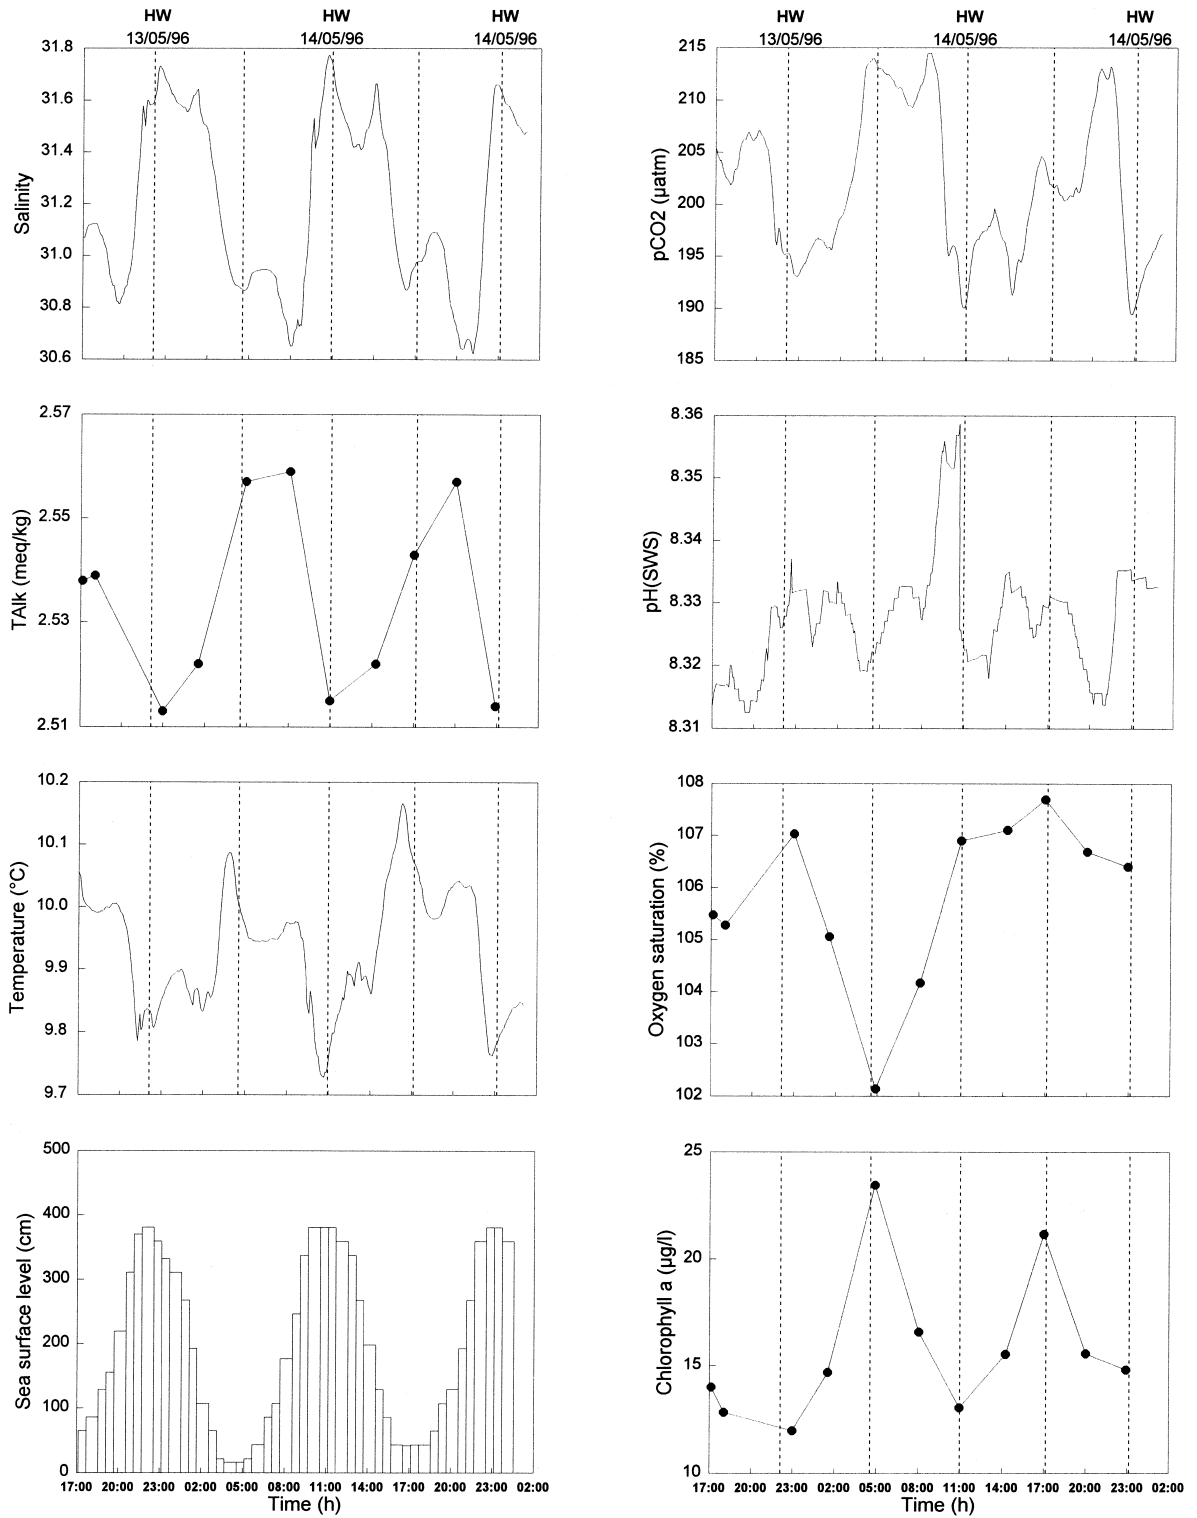 HW HW HW
13/05/96 14/05/96 14/05/96
31.8
31.6
31.4
31.2
31.0
30.8
30.6
Salinity
HW HW HW
13/05/96 14/05/96 14/05/96
215
210
205
200
195
190
185
pCO2 (µatm)
2.57
2.55
2.53
2.51
TAlk (meq/kg)
8.36
8.35
8.34
8.33
8.32
8.31
pH(SWS)
10.2
10.1
10.0
9.9
9.8
9.7
Temperature (°C)
108
107
106
105
104
103
102
Oxygen saturation (%)
500
400
300
200
100
0
Sea surface level (cm)
17:00 20:00 23:00 02:00 05:00 08:00 11:00 14:00 17:00 20:00 23:00 02:00
Time (h)
25
20
15
10
Chlorophyll a (µg/l)
17:00 20:00 23:00 02:00 05:00 08:00 11:00 14:00 17:00 20:00 23:00 02:00
Time (h)